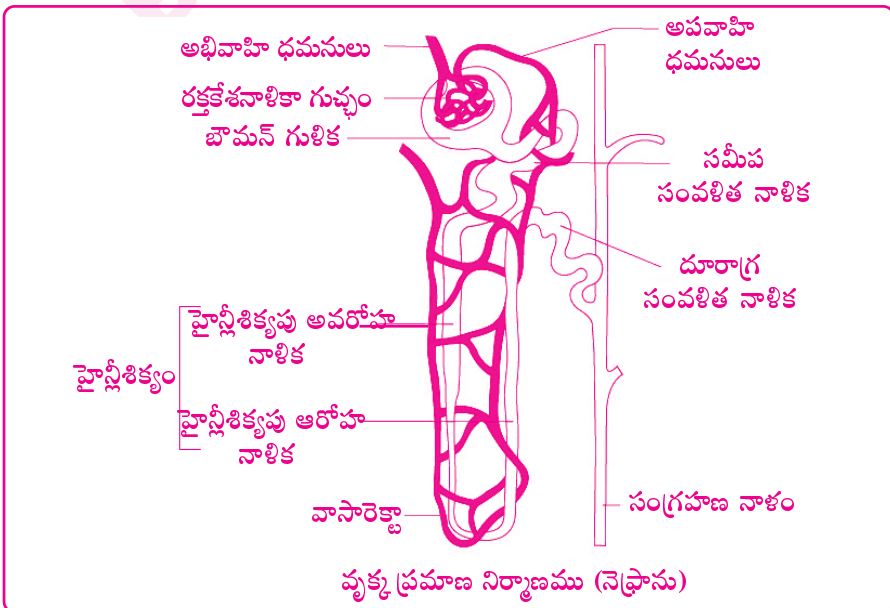 అభివాహి ధమనులు
అపవాహి
ధమనులు
రక్తకేశనాళికా గుచ్ఛం
బౌమన్ గుళిక
సమీప
సంవళిత నాళిక
దూరాగ్ర
సంవళిత నాళిక
హెన్లీశిక్యపు అవరోహ
నాళిక
హెన్లీశిక్యం
హెన్లీశిక్యపు ఆరోహ
నాళిక
వాసారెక్టా
సంగ్రహణ నాళం
వృక్క ప్రమాణ నిర్మాణము (నెఫ్రాను)